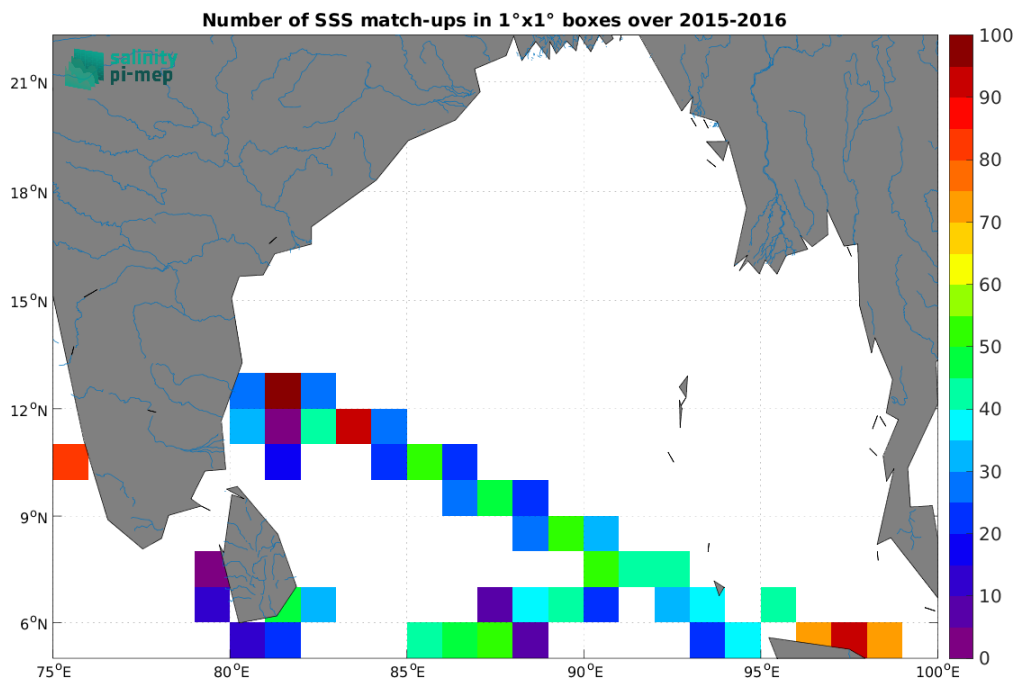 Number of SSS match-ups in 1°x1° boxes over 2015-2016
salinity
pi-mep
21°N
18°N
15°N
12°N
9°N
6°N
75°E 80°E 85°E 90°E 95°E 100°E
100
90
80
70
60
50
40
30
20
10
0